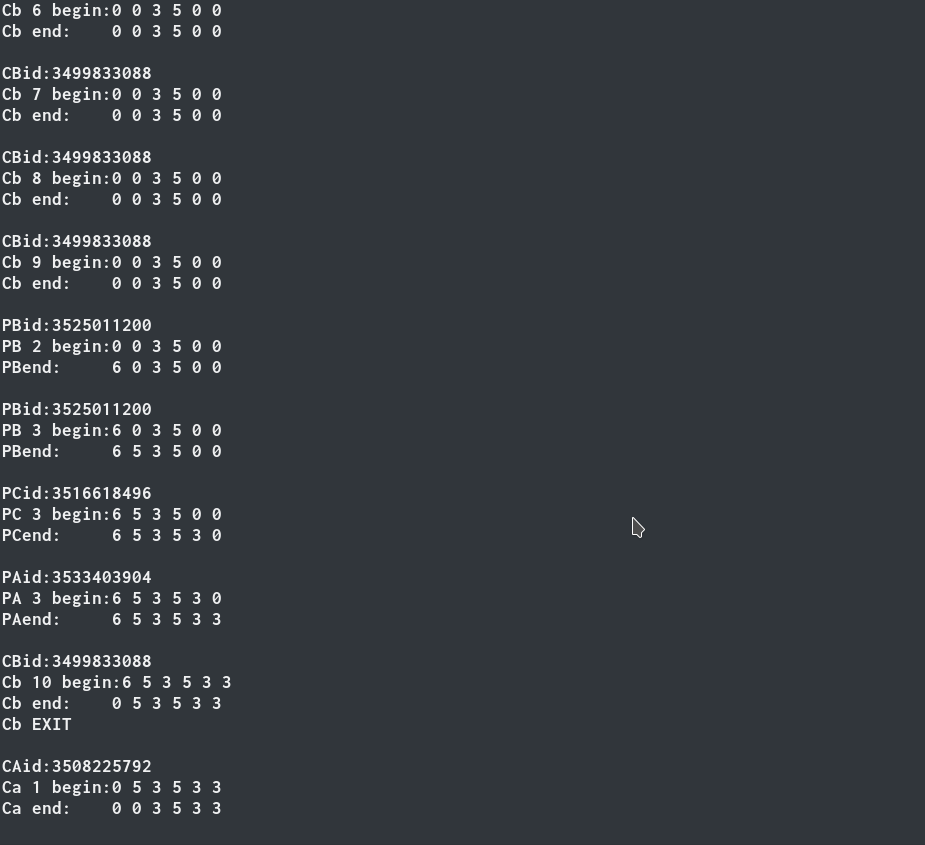 Cb 6 begin:0 0 3 5 0 0
Cb end:    0 0 3 5 0 0
CBid:3499833088
Cb 7 begin:0 0 3 5 0 0
Cb end:    0 0 3 5 0 0
CBid:3499833088
Cb 8 begin:0 0 3 5 0 0
Cb end:    0 0 3 5 0 0
CBid:3499833088
Cb 9 begin:0 0 3 5 0 0
Cb end:    0 0 3 5 0 0
PBid:3525011200
PB 2 begin:0 0 3 5 0 0
PBend:     6 0 3 5 0 0
PBid:3525011200
PB 3 begin:6 0 3 5 0 0
PBend:     6 5 3 5 0 0
PCid:3516618496
PC 3 begin:6 5 3 5 0 0
PCend:     6 5 3 5 3 0
PAid:3533403904
PA 3 begin:6 5 3 5 3 0
PAend:     6 5 3 5 3 3
CBid:3499833088
Cb 10 begin:6 5 3 5 3 3
Cb end:    0 5 3 5 3 3
Cb EXIT
CAid:3508225792
Ca 1 begin:0 5 3 5 3 3
Ca end:    0 0 3 5 3 3